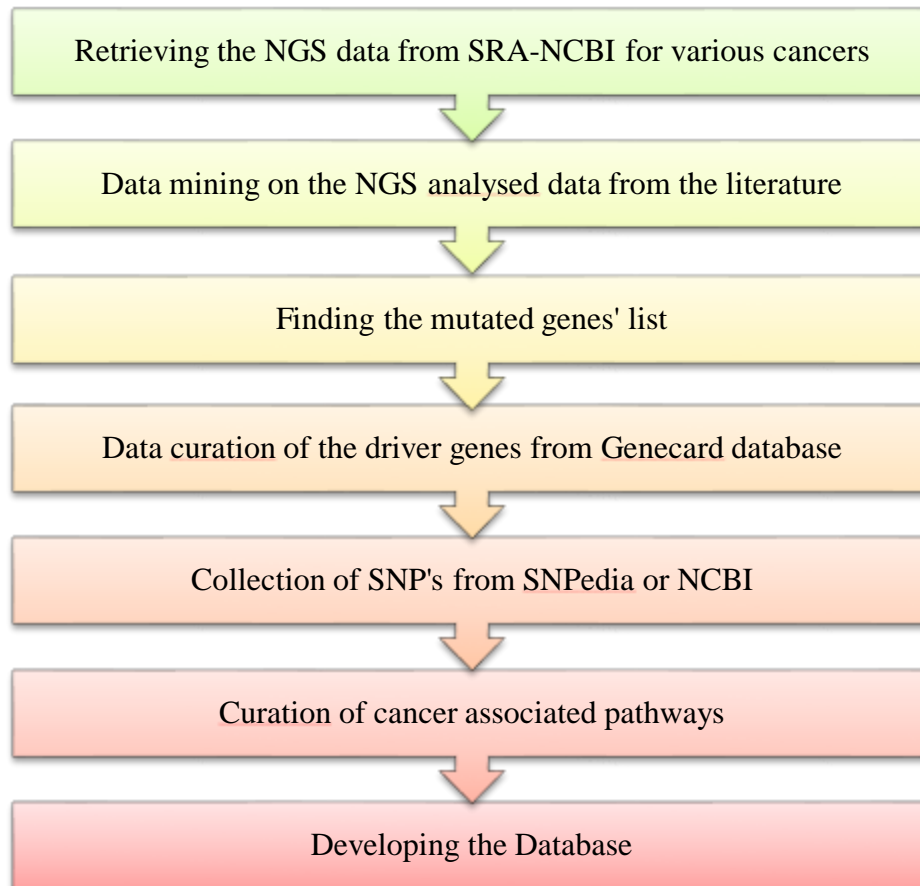 Retrieving the NGS data from SRA-NCBI for various cancers
Data mining on the NGS analysed data from the literature
Finding the mutated genes' list
Data curation of the driver genes from Genecard database
Collection of SNP's from SNPedia or NCBI
Curation of cancer associated pathways
Developing the Database